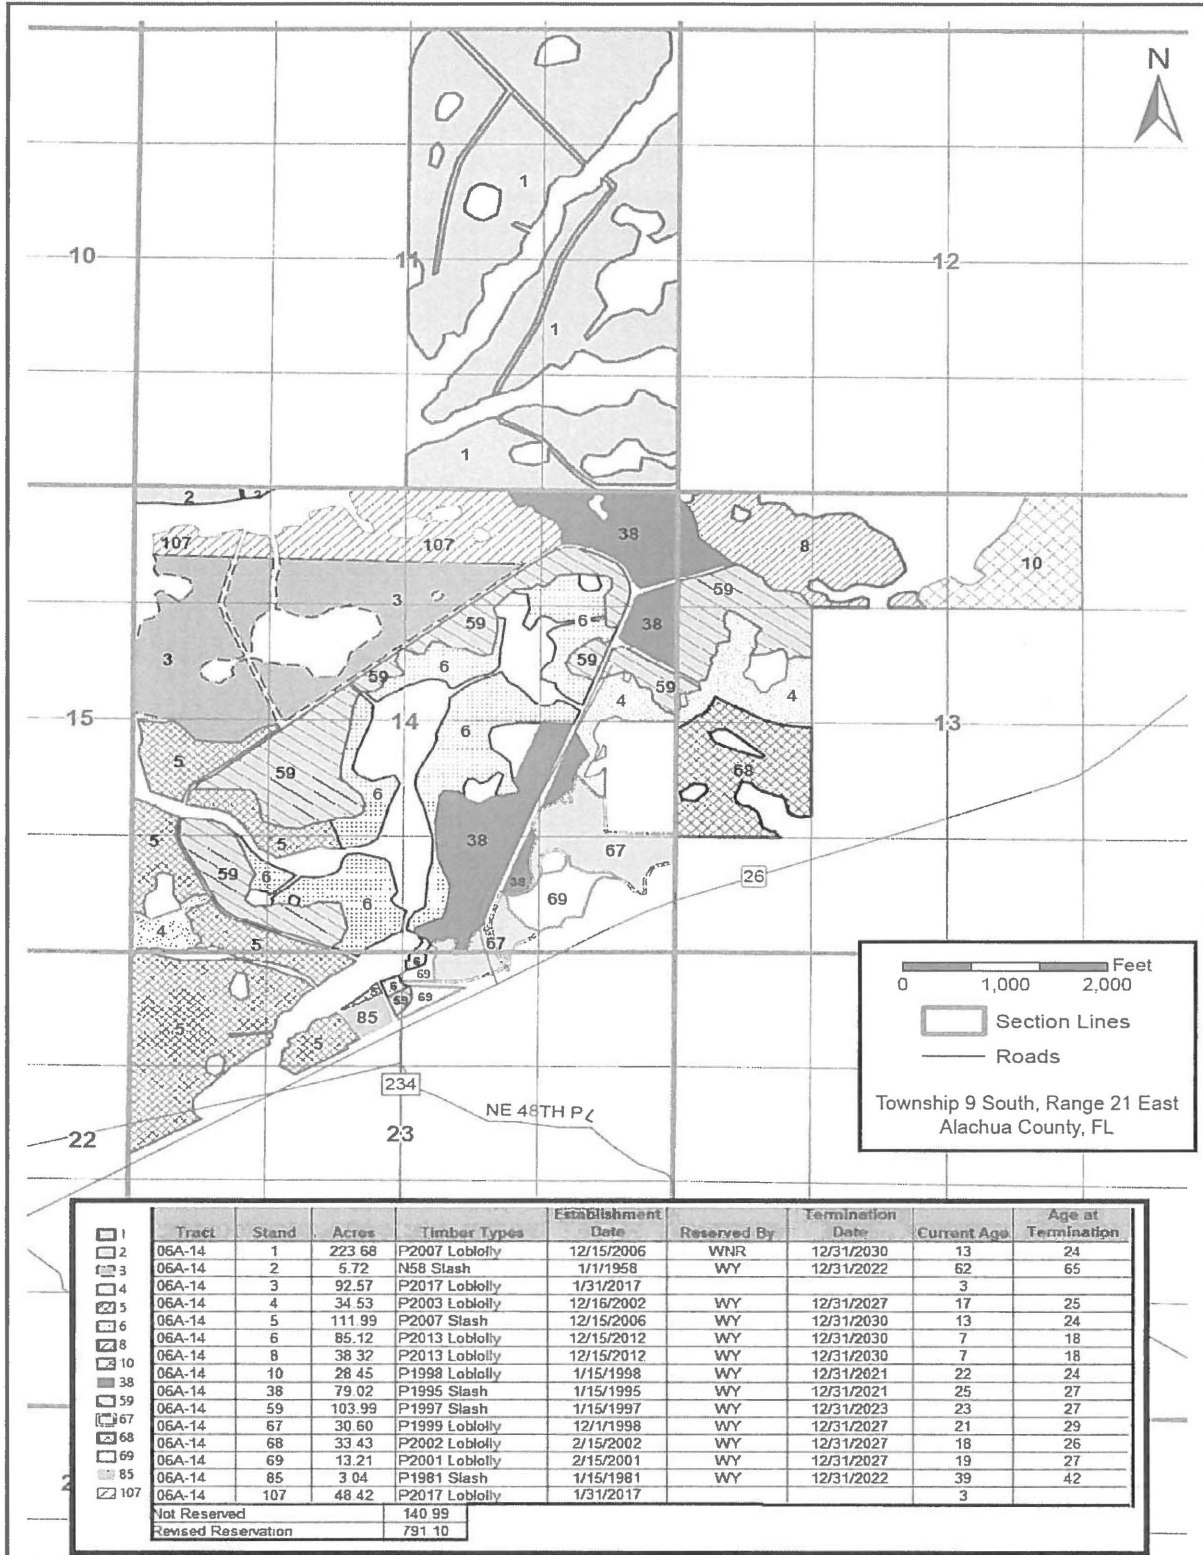 N
1
1
10
11
12
1
1
2
2
107
107
38
8
10
3
59
59
6
38
3
59
6
59
59
4
4
15
14
6
13
5
59
68
6
5
5
38
67
59
6
38
69
26
6
4
5
67
6
69
5
6
59
69
85
5
5
Feet
0 1,000 2,000
Section Lines
Roads
Township 9 South, Range 21 East
Alachua County, FL
234
NE 48TH PL
22
23
1
2
3
4
5
6
8
10
38
59
67
68
69
85
107
Tract Stand Acres Timber Types Establishment Date Reserved By Termination Date Current Age Age at Termination
06A-14 1 223.68 P2007 Loblolly 12/15/2006 WNR 12/31/2030 13 24
06A-14 2 5.72 N58 Slash 1/1/1958 WY 12/31/2022 62 65
06A-14 3 92.57 P2017 Loblolly 1/31/2017 3
06A-14 4 34.53 P2003 Loblolly 12/16/2002 WY 12/31/2027 17 25
06A-14 5 111.99 P2007 Slash 12/15/2006 WY 12/31/2030 13 24
06A-14 6 85.12 P2013 Loblolly 12/15/2012 WY 12/31/2030 7 18
06A-14 8 38.32 P2013 Loblolly 12/15/2012 WY 12/31/2030 7 18
06A-14 10 28.45 P1998 Loblolly 1/15/1998 WY 12/31/2021 22 24
06A-14 38 79.02 P1995 Slash 1/15/1995 WY 12/31/2021 25 27
06A-14 59 103.99 P1997 Slash 1/15/1997 WY 12/31/2023 23 27
06A-14 67 30.60 P1999 Loblolly 12/1/1998 WY 12/31/2027 21 29
06A-14 68 33.43 P2002 Loblolly 2/15/2002 WY 12/31/2027 18 26
06A-14 69 13.21 P2001 Loblolly 2/15/2001 WY 12/31/2027 19 27
06A-14 85 3.04 P1981 Slash 1/15/1981 WY 12/31/2022 39 42
06A-14 107 48.42 P2017 Loblolly 1/31/2017 3
Not Reserved 140.99
Revised Reservation 791.10